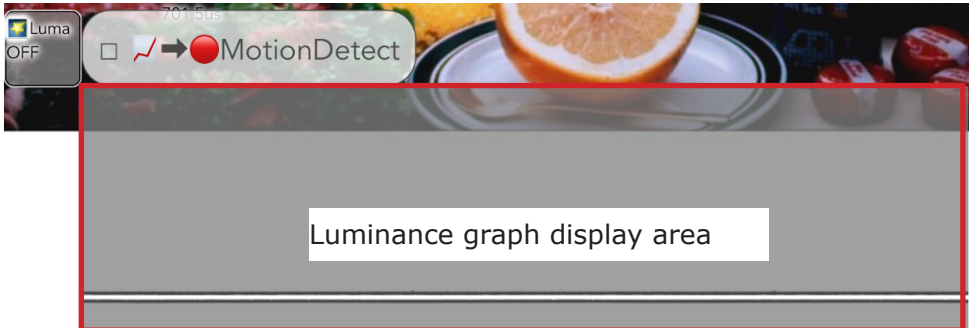 701.5us
Luma
OFF
□ 📈➡🔴MotionDetect
Luminance graph display area